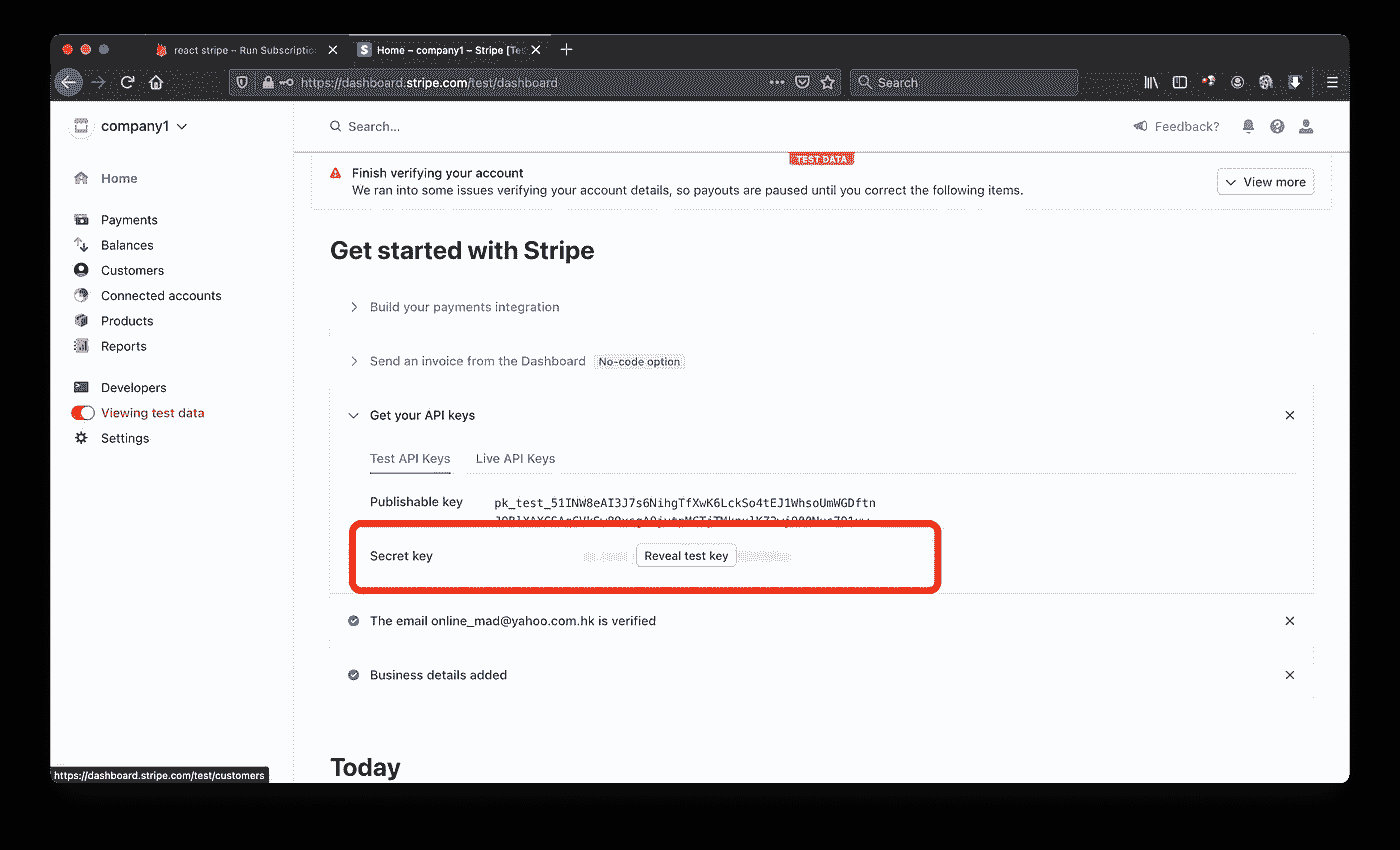 react stripe – Run Subscriptio
Home – company1 – Stripe [Tes
https://dashboard.stripe.com/test/dashboard
Search
company1
Search...
Feedback?
TEST DATA
Home
Finish verifying your account
We ran into some issues verifying your account details, so payouts are paused until you correct the following items.
View more
Payments
Balances
Customers
Connected accounts
Products
Reports
Developers
Viewing test data
Settings
Get started with Stripe
Build your payments integration
Send an invoice from the Dashboard No-code option
Get your API keys
Test API Keys Live API Keys
Publishable key pk_test_51INW8eAI3J7s6NihgTfXwK6LckSo4tEJ1WhsoUmWGDftn
Secret key Reveal test key
The email online_mad@yahoo.com.hk is verified
Business details added
Today
https://dashboard.stripe.com/test/customers